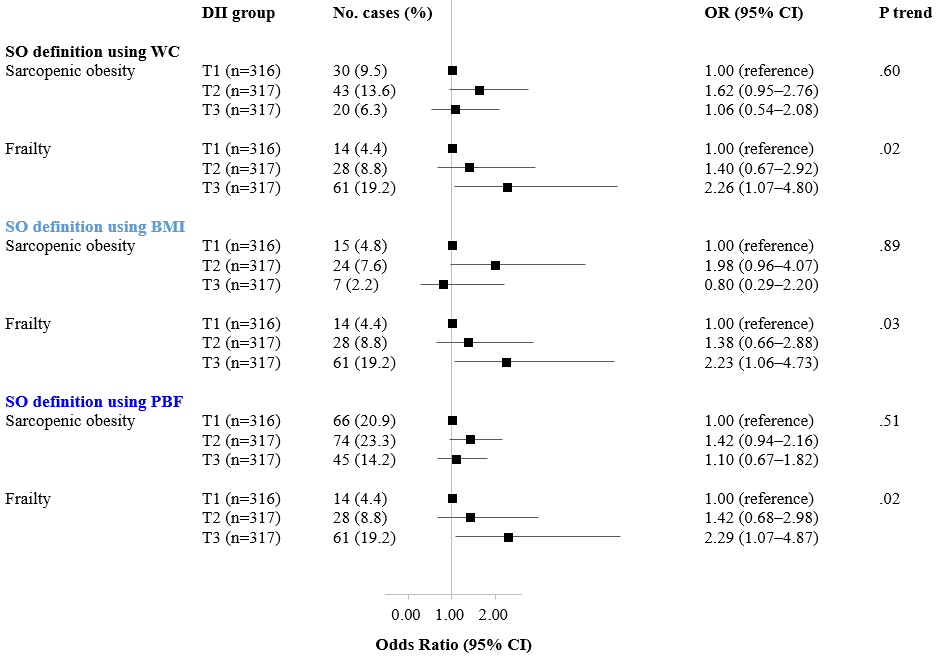 DII group No. cases (%) OR (95% CI) P trend
SO definition using WC
Sarcopenic obesity T1 (n=316) 30 (9.5) 1.00 (reference) .60
T2 (n=317) 43 (13.6) 1.62 (0.95–2.76)
T3 (n=317) 20 (6.3) 1.06 (0.54–2.08)
Frailty T1 (n=316) 14 (4.4) 1.00 (reference) .02
T2 (n=317) 28 (8.8) 1.40 (0.67–2.92)
T3 (n=317) 61 (19.2) 2.26 (1.07–4.80)
SO definition using BMI
Sarcopenic obesity T1 (n=316) 15 (4.8) 1.00 (reference) .89
T2 (n=317) 24 (7.6) 1.98 (0.96–4.07)
T3 (n=317) 7 (2.2) 0.80 (0.29–2.20)
Frailty T1 (n=316) 14 (4.4) 1.00 (reference) .03
T2 (n=317) 28 (8.8) 1.38 (0.66–2.88)
T3 (n=317) 61 (19.2) 2.23 (1.06–4.73)
SO definition using PBF
Sarcopenic obesity T1 (n=316) 66 (20.9) 1.00 (reference) .51
T2 (n=317) 74 (23.3) 1.42 (0.94–2.16)
T3 (n=317) 45 (14.2) 1.10 (0.67–1.82)
Frailty T1 (n=316) 14 (4.4) 1.00 (reference) .02
T2 (n=317) 28 (8.8) 1.42 (0.68–2.98)
T3 (n=317) 61 (19.2) 2.29 (1.07–4.87)
0.00 1.00 2.00
Odds Ratio (95% CI)